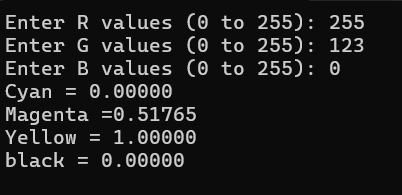 Enter R values (0 to 255): 255
Enter G values (0 to 255): 123
Enter B values (0 to 255): 0
Cyan = 0.00000
Magenta =0.51765
Yellow = 1.00000
black = 0.00000